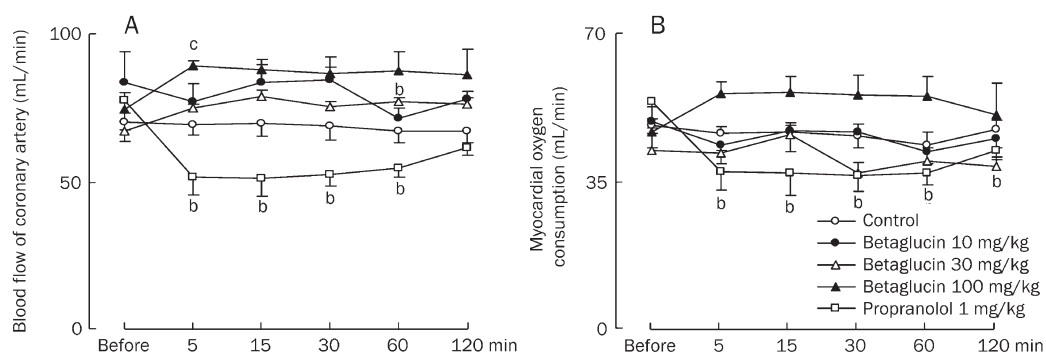 A
Blood flow of coronary artery (mL/min)
100
50
0
c
b
b
b
b
b
Before 5 15 30 60 120 min
B
Myocardial oxygen
consumption (mL/min)
70
35
0
b
b
b
b
b
Control
Betaglucin 10 mg/kg
Betaglucin 30 mg/kg
Betaglucin 100 mg/kg
Propranolol 1 mg/kg
Before 5 15 30 60 120 min